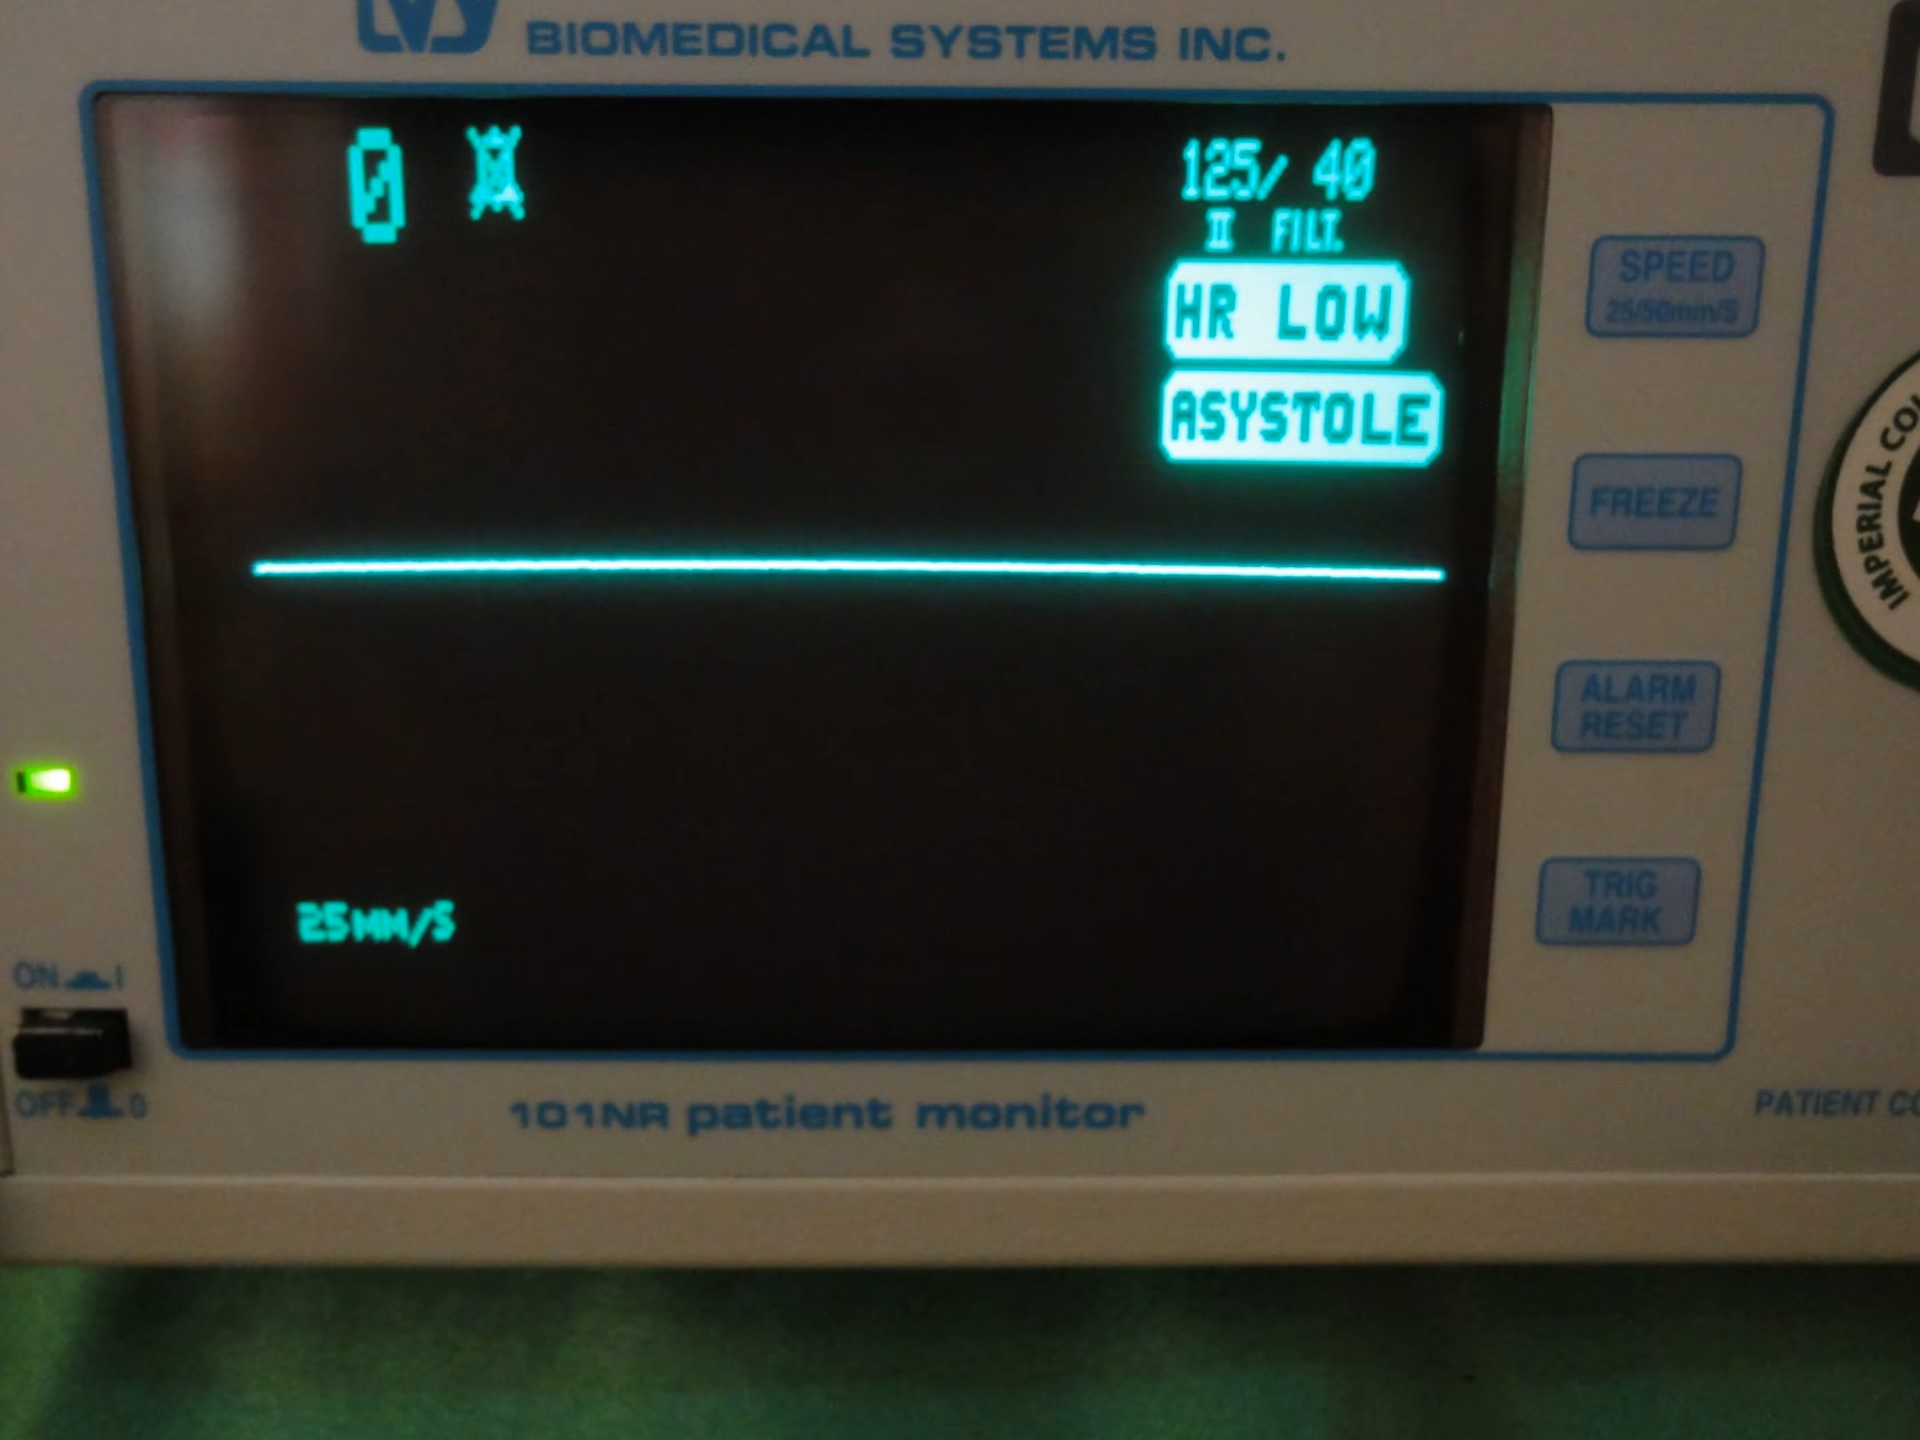 BIOMEDICAL SYSTEMS INC.
125/ 40
II FILT.
HR LOW
ASYSTOLE
SPEED
25/50mm/S
FREEZE
IMPERIAL
ALARM
RESET
TRIG
MARK
25MM/S
ON I
OFF 0
101NR patient monitor
PATIENT